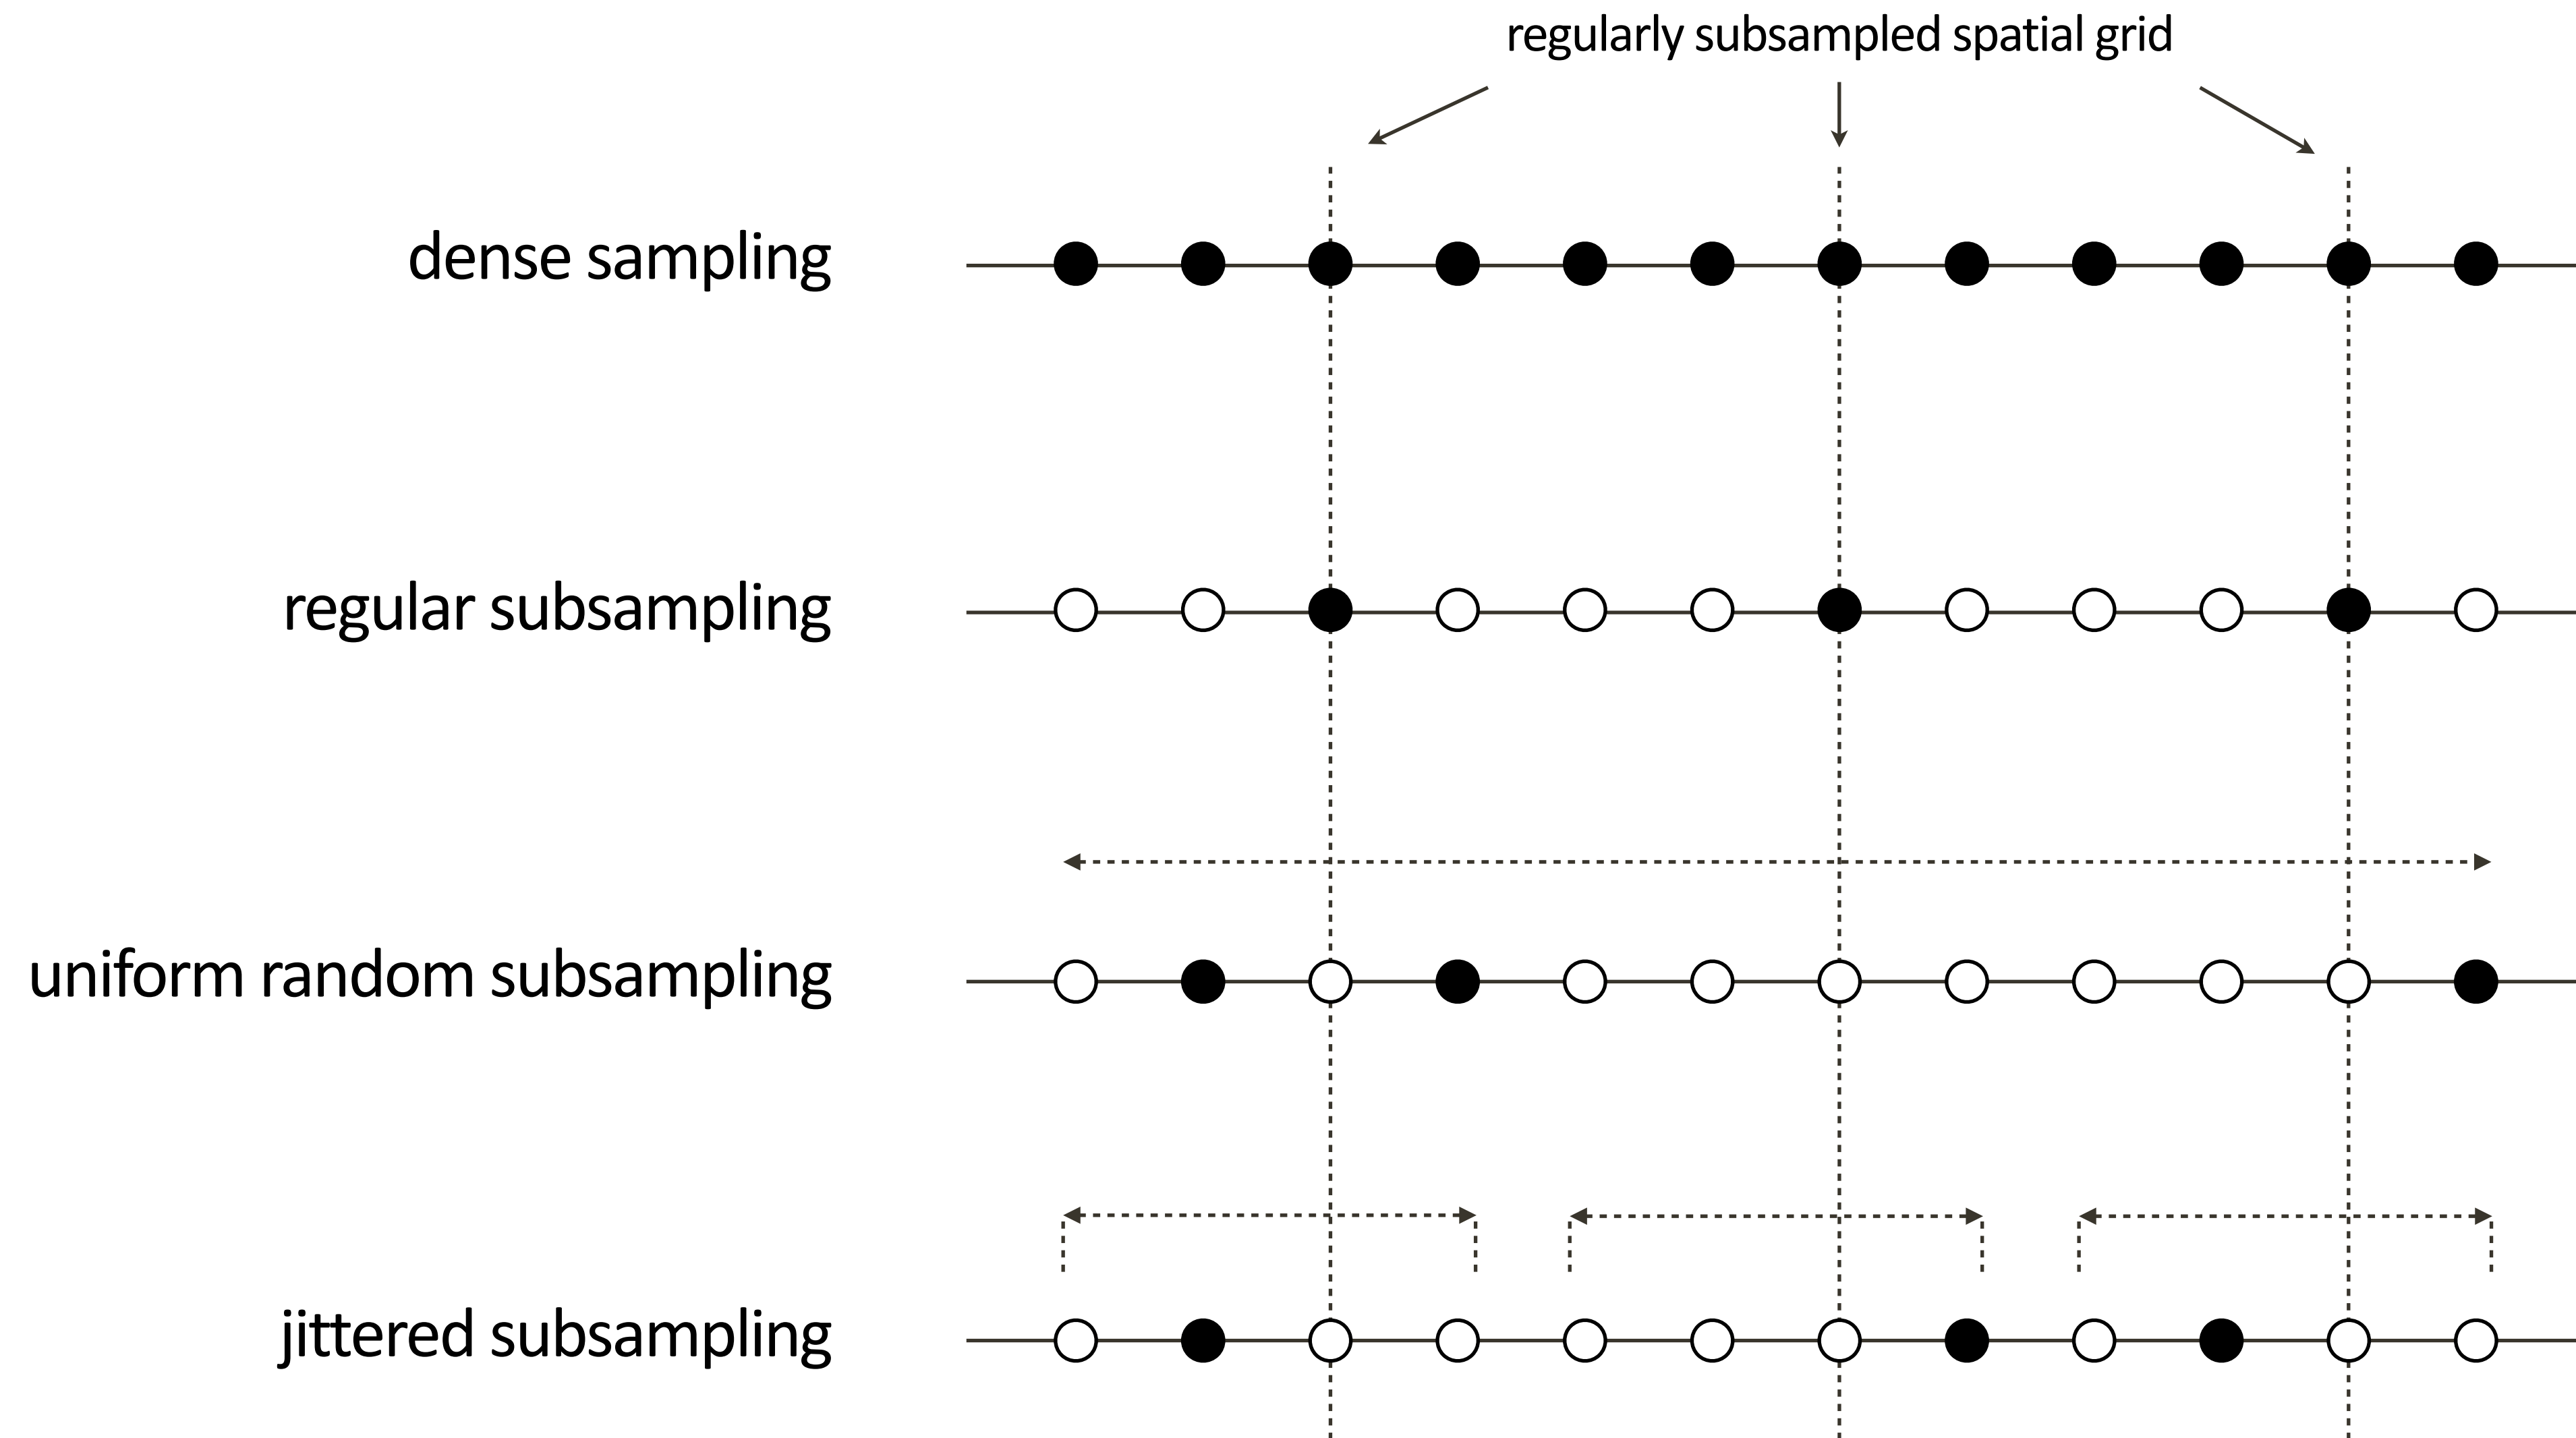 regularly subsampled spatial grid
dense sampling
regular subsampling
uniform random subsampling
jittered subsampling